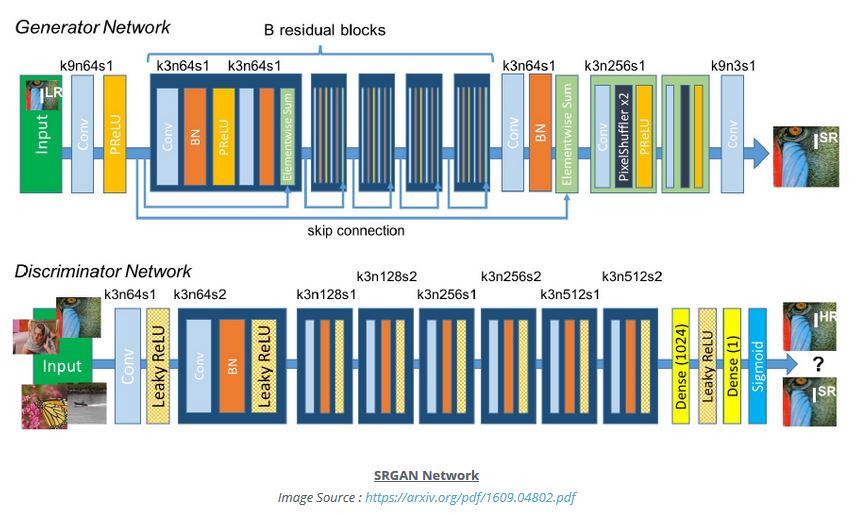 Generator Network
B residual blocks
k9n64s1
k3n64s1
k3n64s1
k3n64s1
k3n256s1
k9n3s1
Input
I LR
Conv
PReLU
Conv
BN
PReLU
Elementwise Sum
Conv
BN
Elementwise Sum
Conv
PixelShuffler x2
PReLU
Conv
I SR
skip connection
Discriminator Network
k3n64s1
k3n64s2
k3n128s1
k3n128s2
k3n256s1
k3n256s2
k3n512s1
k3n512s2
Input
Conv
Leaky ReLU
Conv
BN
Leaky ReLU
Dense (1024)
Leaky ReLU
Dense (1)
Sigmoid
I HR
?
I SR
SRGAN Network
Image Source : https://arxiv.org/pdf/1609.04802.pdf